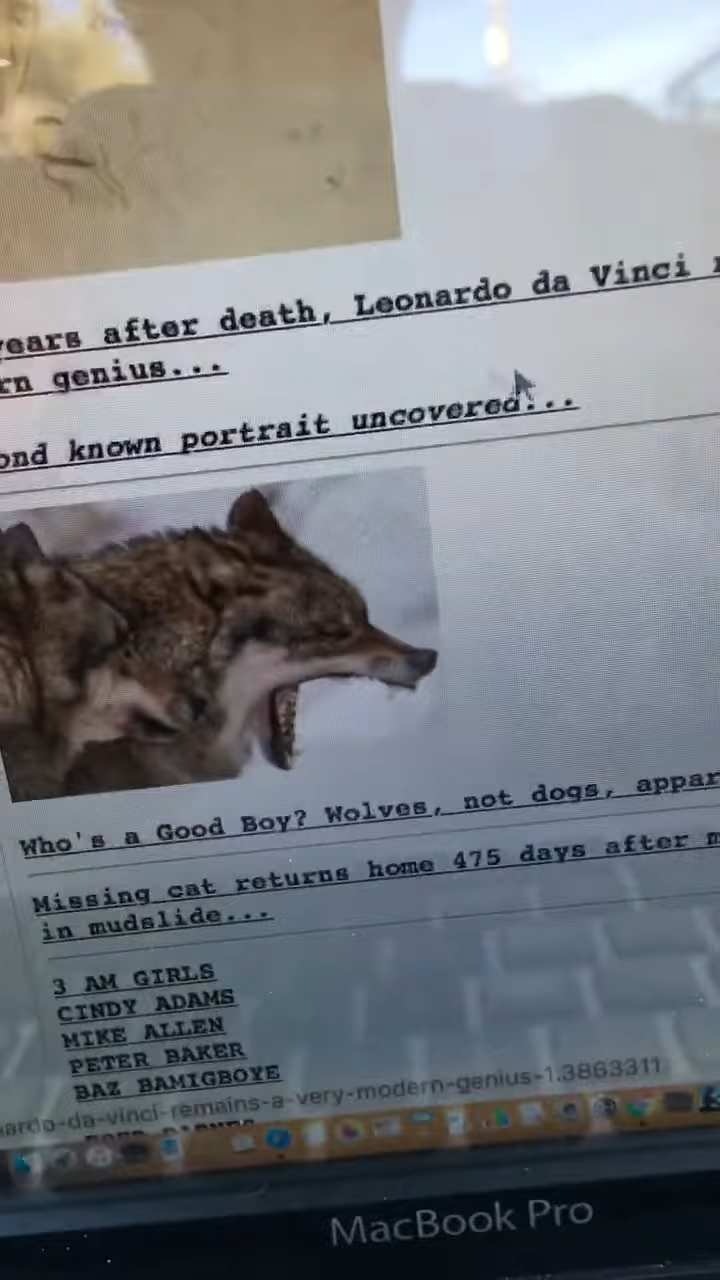 years after death, Leonardo da Vinci
rn genius...
ond known portrait uncovered...
Who's a Good Boy? Wolves, not dogs, appar
Missing cat returns home 475 days after m
in mudslide...
3 AM GIRLS
CINDY ADAMS
MIKE ALLEN
PETER BAKER
BAZ BAMIGBOYE
nardo-da-vinci-remains-a-very-modern-genius-1.3863311
MacBook Pro